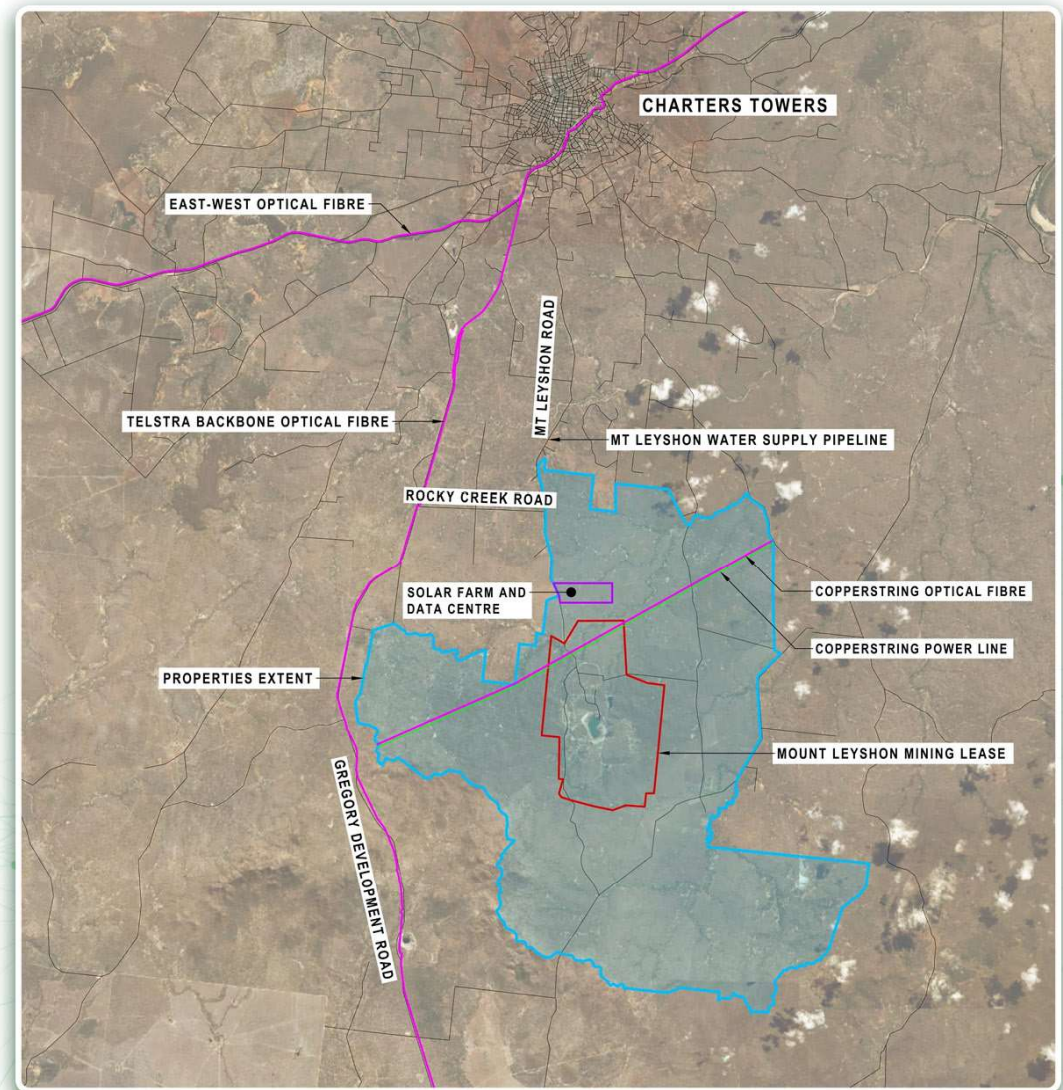 CHARTERS TOWERS
EAST-WEST OPTICAL FIBRE
MT LEYSHON ROAD
TELSTRA BACKBONE OPTICAL FIBRE
MT LEYSHON WATER SUPPLY PIPELINE
ROCKY CREEK ROAD
SOLAR FARM AND
DATA CENTRE
COPPERSTRING OPTICAL FIBRE
COPPERSTRING POWER LINE
PROPERTIES EXTENT
MOUNT LEYSHON MINING LEASE
GREGORY DEVELOPMENT ROAD